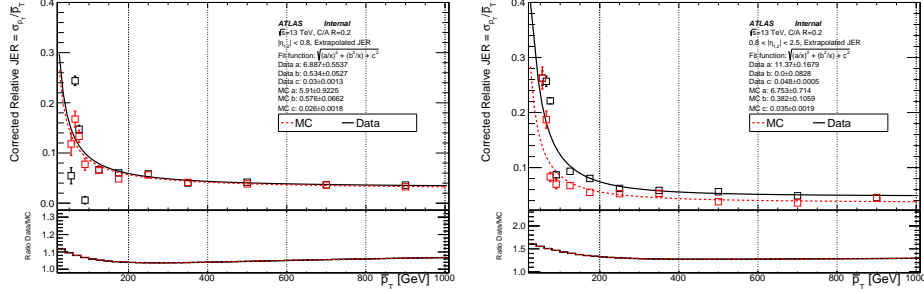 Corrected Relative JER = σ_{p_T}/p̅_T
0.4
0.3
0.2
0.1
0.0
ATLAS Internal
√s=13 TeV, C/A R=0.2
|η_{1,2}| < 0.8, Extrapolated JER
Fit function: √(a/x)² + (b²/x) + c²
Data a: 6.887±0.5537
Data b: 0.534±0.0527
Data c: 0.03±0.0013
MC a: 5.91±0.9225
MC b: 0.576±0.0662
MC c: 0.026±0.0018
MC Data
Ratio Data/MC
1.3
1.2
1.1
1.0
200 400 600 800 1000
p̅_T [GeV]
Corrected Relative JER = σ_{p_T}/p̅_T
0.4
0.3
0.2
0.1
ATLAS Internal
√s=13 TeV, C/A R=0.2
0.8 < |η_{1,2}| < 2.5, Extrapolated JER
Fit function: √(a/x)² + (b²/x) + c²
Data a: 11.37±0.1679
Data b: 0.0±0.0828
Data c: 0.048±0.0005
MC a: 6.753±0.714
MC b: 0.382±0.1059
MC c: 0.035±0.0019
MC Data
Ratio Data/MC
2.0
1.5
1.0
200 400 600 800 1000
p̅_T [GeV]